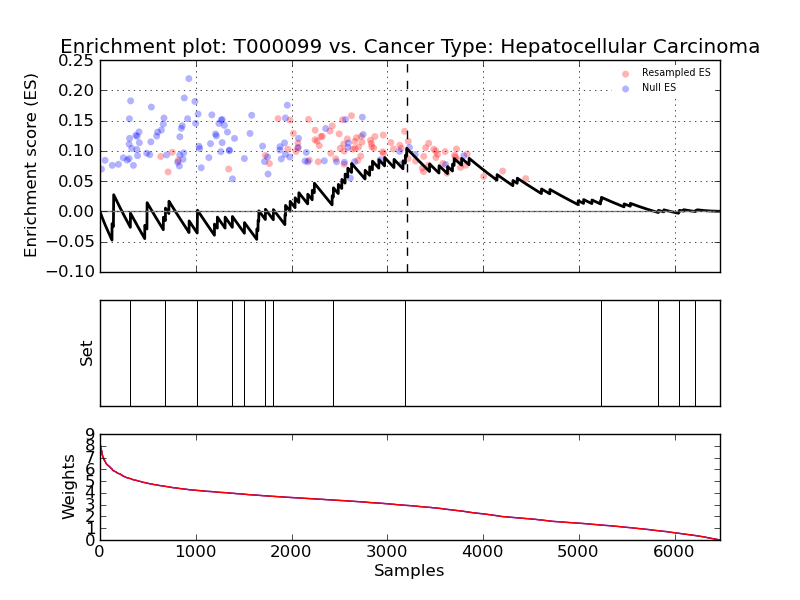 Enrichment plot: T000099 vs. Cancer Type: Hepatocellular Carcinoma
0.25
0.20
0.15
0.10
0.05
0.00
−0.05
−0.10
Enrichment score (ES)
Resampled ES
Null ES
Set
9
8
7
6
5
4
3
2
1
0
Weights
0 1000 2000 3000 4000 5000 6000
Samples